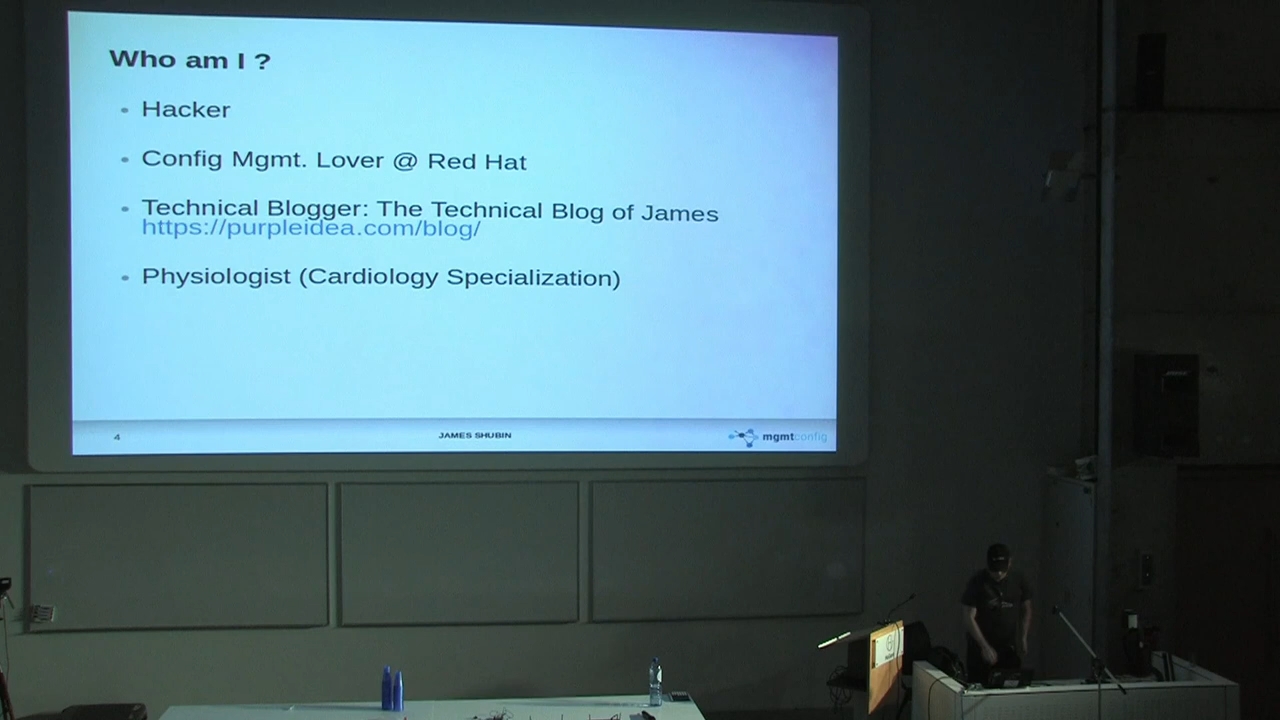 Who am I ?
Hacker
Config Mgmt. Lover @ Red Hat
Technical Blogger: The Technical Blog of James
https://purpleidea.com/blog/
Physiologist (Cardiology Specialization)
4
JAMES SHUBIN
mgmtconfig